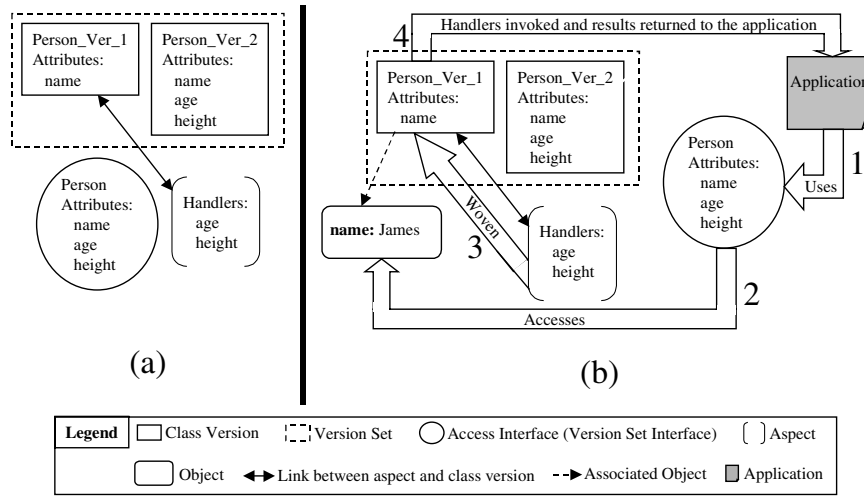 Person_Ver_1
Attributes:
name
Person_Ver_2
Attributes:
name
age
height
Person
Attributes:
name
age
height
Handlers:
age
height
(a)
4
Handlers invoked and results returned to the application
Person_Ver_1
Attributes:
name
Person_Ver_2
Attributes:
name
age
height
Application
1
Uses
Person
Attributes:
name
age
height
name: James
Woven
3
Handlers:
age
height
2
Accesses
(b)
Legend
Class Version
Version Set
Access Interface (Version Set Interface)
Aspect
Object
Link between aspect and class version
Associated Object
Application